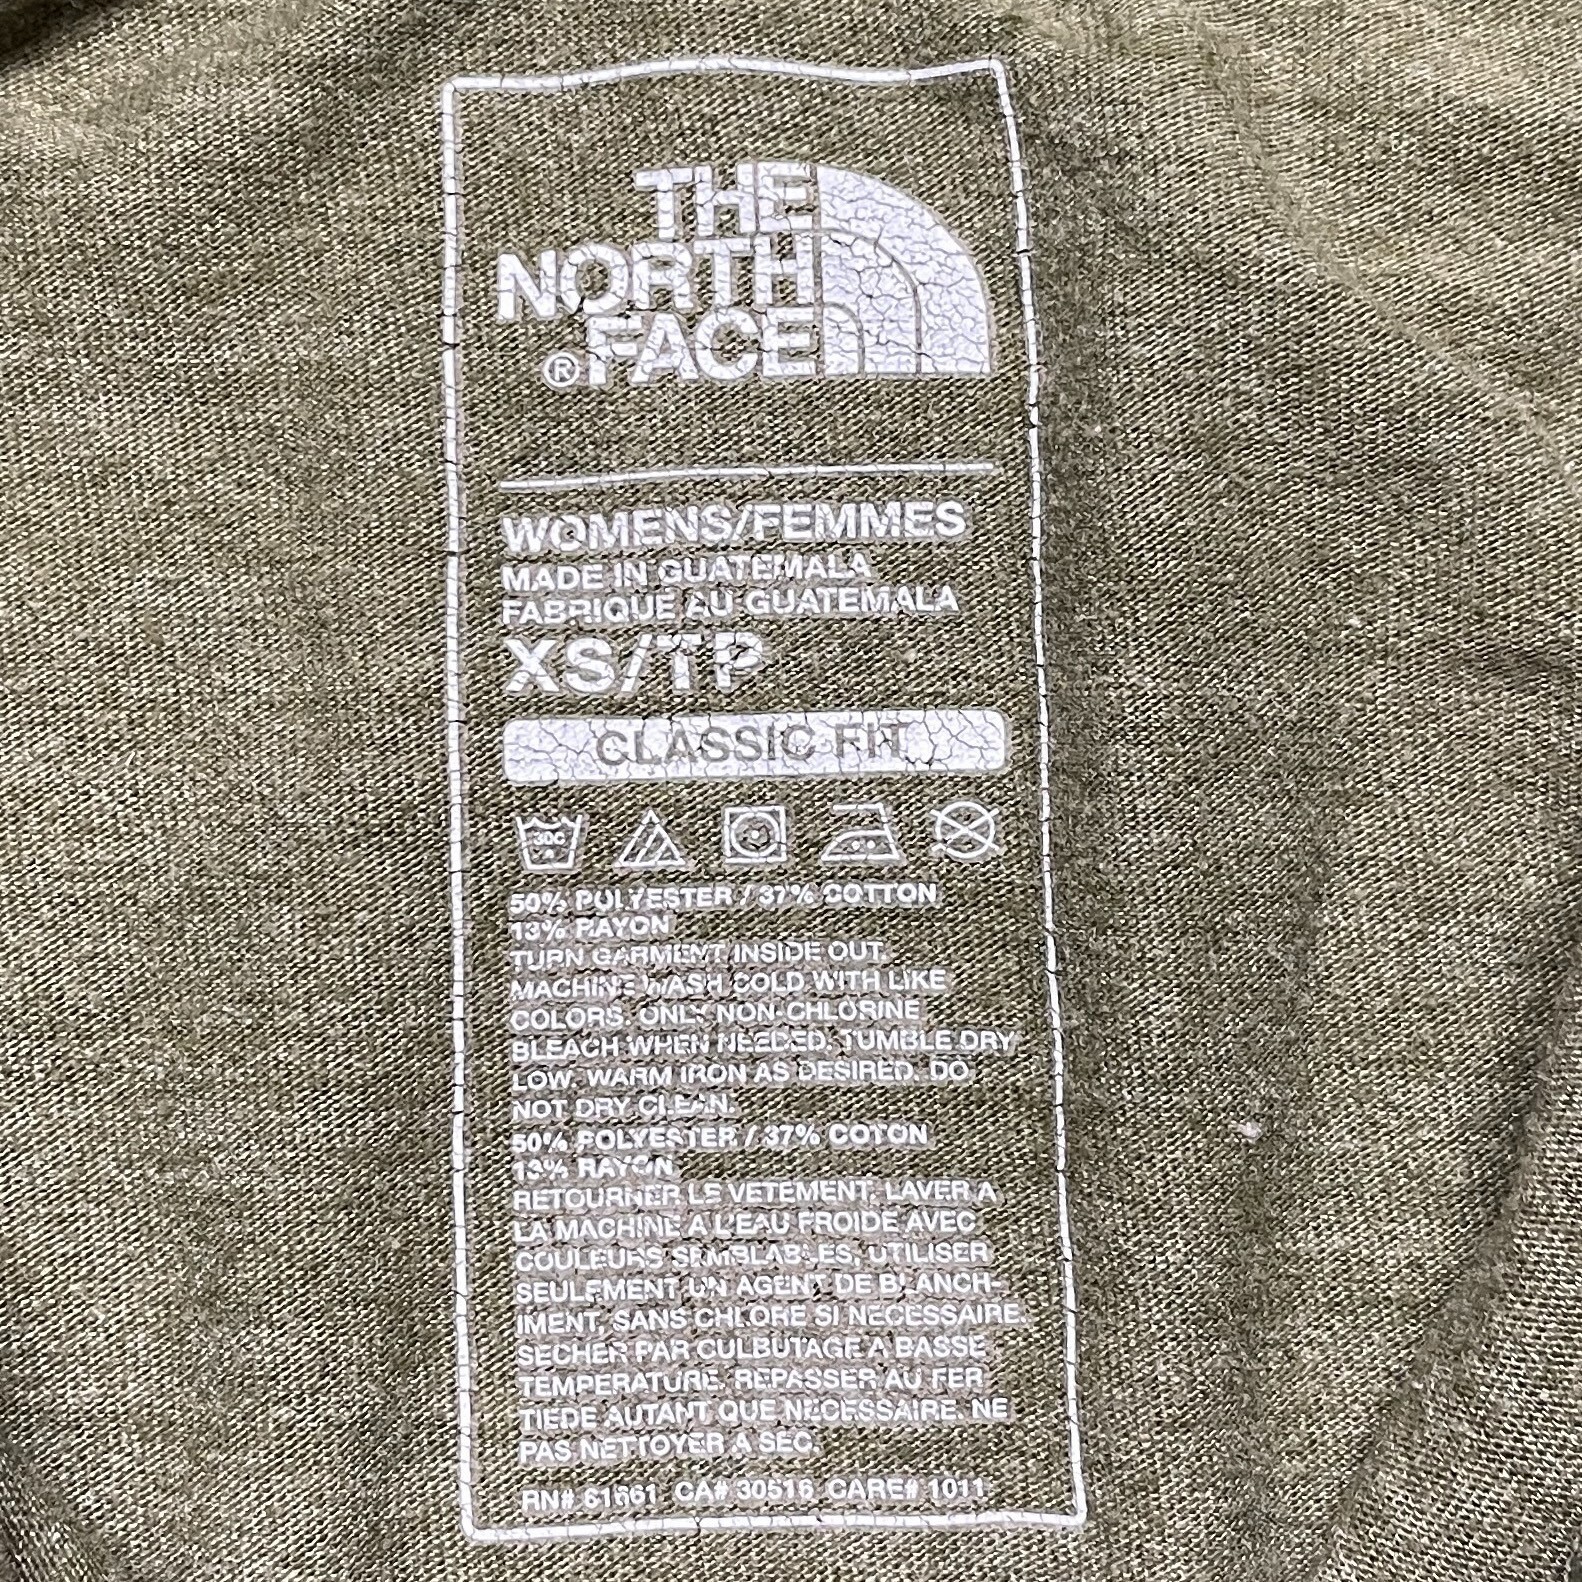 THE
NORTH
®FACE
WOMENS/FEMMES
MADE IN GUATEMALA
FABRIQUE AU GUATEMALA
XS/TP
CLASSIC FIT
30C
50% POLYESTER / 37% COTTON
13% RAYON
TURN GARMENT INSIDE OUT.
MACHINE WASH COLD WITH LIKE
COLORS. ONLY NON-CHLORINE
BLEACH WHEN NEEDED. TUMBLE DRY
LOW. WARM IRON AS DESIRED. DO
NOT DRY CLEAN.
50% POLYESTER / 37% COTON
13% RAYON
RETOURNER LE VETEMENT. LAVER A
LA MACHINE A L'EAU FROIDE AVEC
COULEURS SEMBLABLES, UTILISER
SEULEMENT UN AGENT DE BLANCH-
IMENT, SANS CHLORE SI NECESSAIRE.
SECHER PAR CULBUTAGE A BASSE
TEMPERATURE. REPASSER AU FER
TIEDE AUTANT QUE NECESSAIRE. NE
PAS NETTOYER A SEC.
RN# 61661 CA# 30516 CARE# 1011